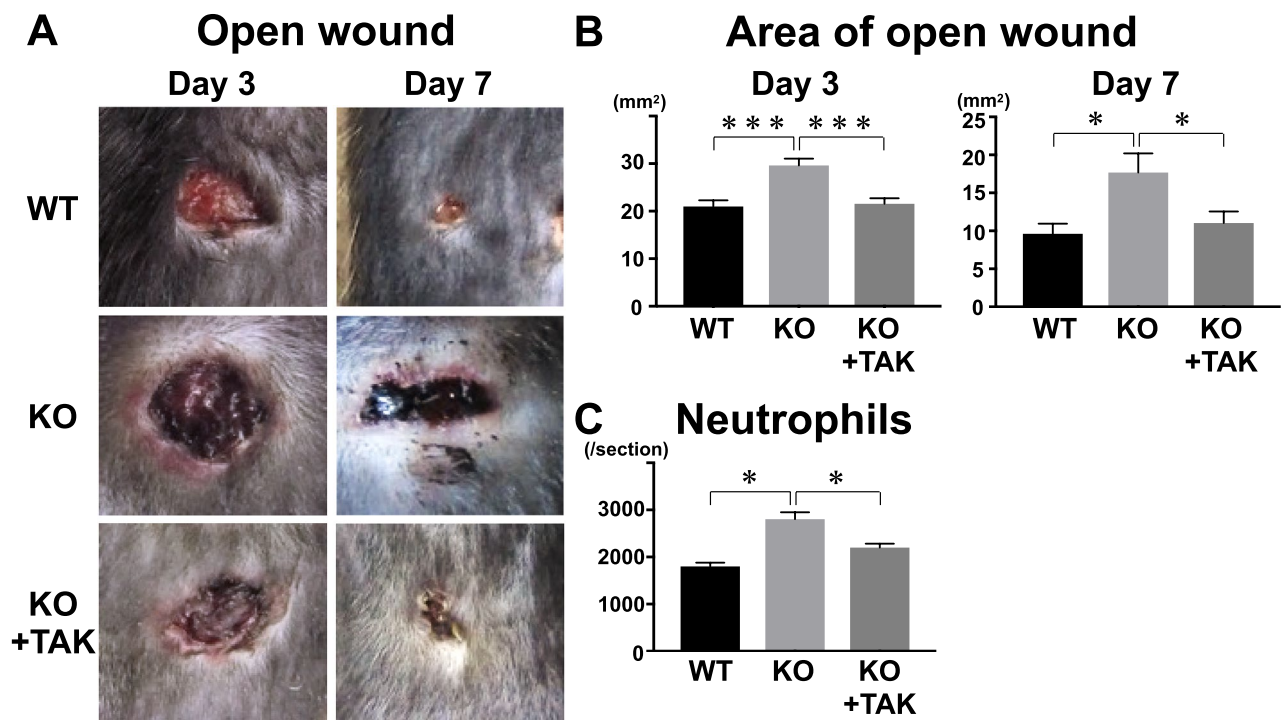 A
Open wound
Day 3
Day 7
WT
KO
KO
+TAK
B
Area of open wound
Day 3
(mm²)
* * *
* * *
30
20
10
0
WT
KO
KO
+TAK
Day 7
(mm²)
*
*
25
20
15
10
5
0
WT
KO
KO
+TAK
C
Neutrophils
(/section)
*
*
3000
2000
1000
0
WT
KO
KO
+TAK